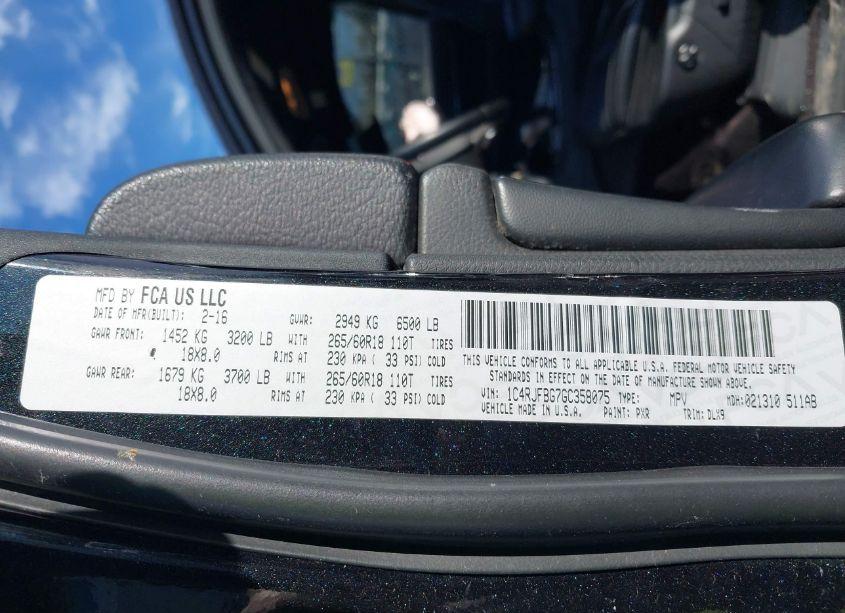 MFD BY FCA US LLC
DATE OF MFR(BUILT): 2-16 GVWR: 2949 KG 6500 LB
GAWR FRONT: 1452 KG 3200 LB WITH 265/60R18 110T TIRES
18X8.0 RIMS AT 230 KPA ( 33 PSI) COLD
GAWR REAR: 1679 KG 3700 LB WITH 265/60R18 110T TIRES
18X8.0 RIMS AT 230 KPA ( 33 PSI) COLD
THIS VEHICLE CONFORMS TO ALL APPLICABLE U.S.A. FEDERAL MOTOR VEHICLE SAFETY
STANDARDS IN EFFECT ON THE DATE OF MANUFACTURE SHOWN ABOVE.
VIN: 1C4RJFBG7GC358075 TYPE: MPV MDH: 021310 511AB
VEHICLE MADE IN U.S.A. PAINT: PXR TRIM: DLX9